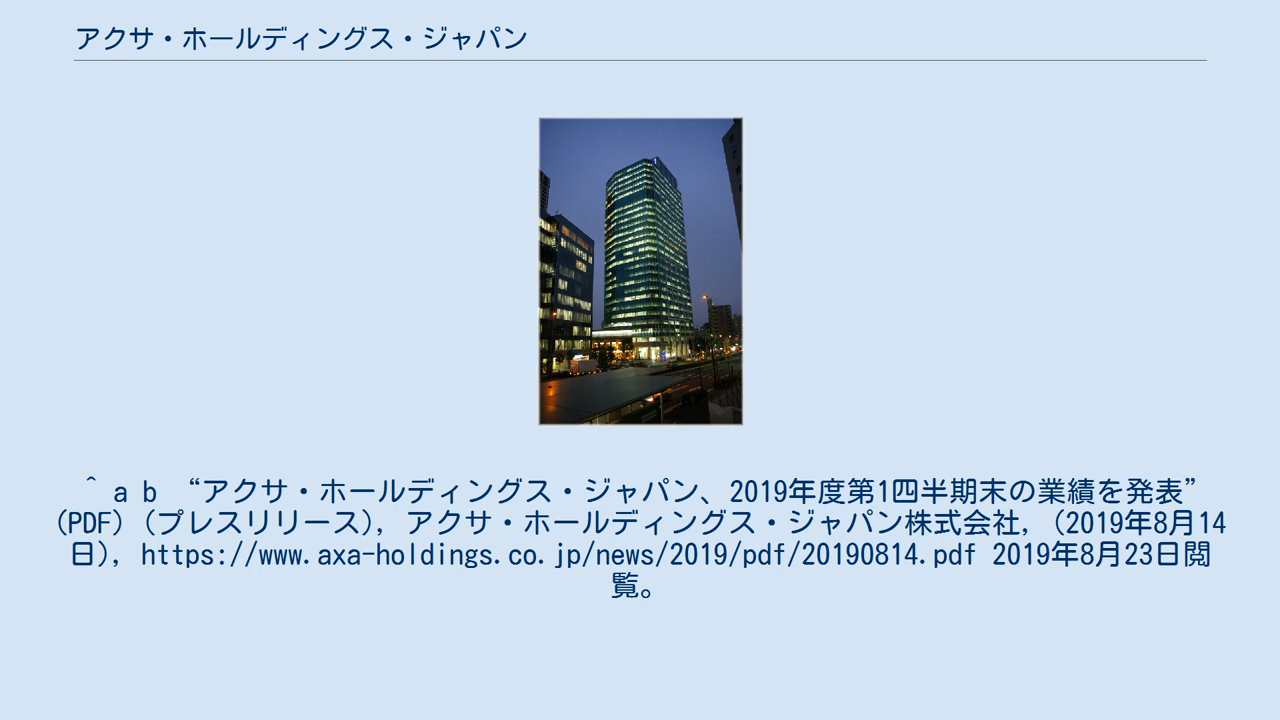 アクサ・ホールディングス・ジャパン
^ a b “アクサ・ホールディングス・ジャパン、2019年度第1四半期末の業績を発表”
(PDF) (プレスリリース), アクサ・ホールディングス・ジャパン株式会社, (2019年8月14
日), https://www.axa-holdings.co.jp/news/2019/pdf/20190814.pdf 2019年8月23日閲
覧。